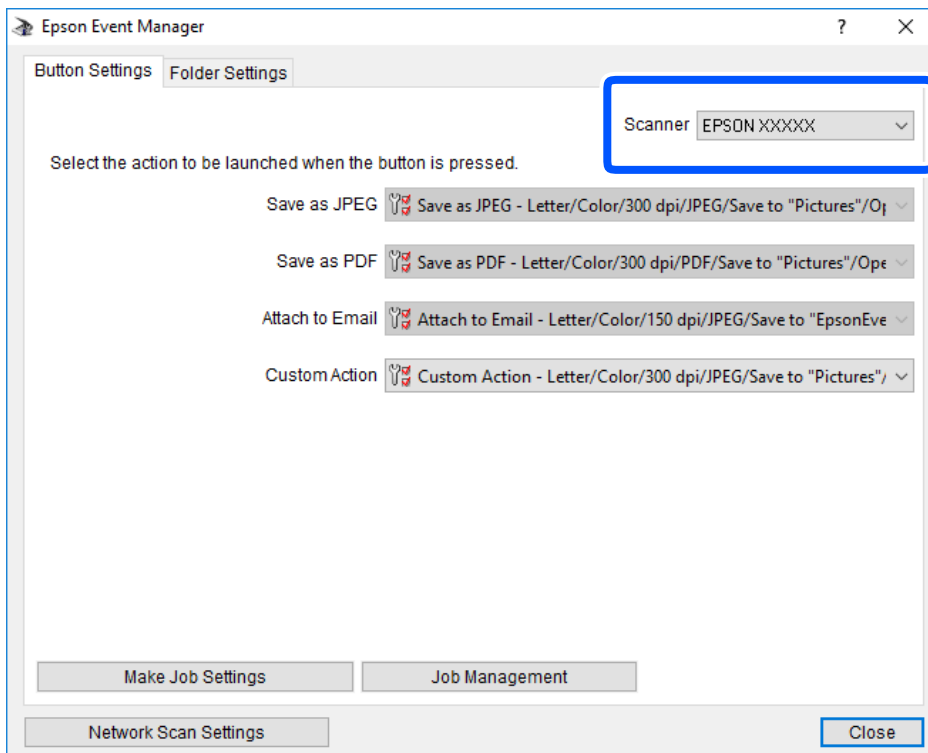 Epson Event Manager
Button Settings Folder Settings
Scanner EPSON XXXXX
Select the action to be launched when the button is pressed.
Save as JPEG Save as JPEG - Letter/Color/300 dpi/JPEG/Save to "Pictures"/Op
Save as PDF Save as PDF - Letter/Color/300 dpi/PDF/Save to "Pictures"/Ope
Attach to Email Attach to Email - Letter/Color/150 dpi/JPEG/Save to "EpsonEve
Custom Action Custom Action - Letter/Color/300 dpi/JPEG/Save to "Pictures"/
Make Job Settings Job Management
Network Scan Settings Close